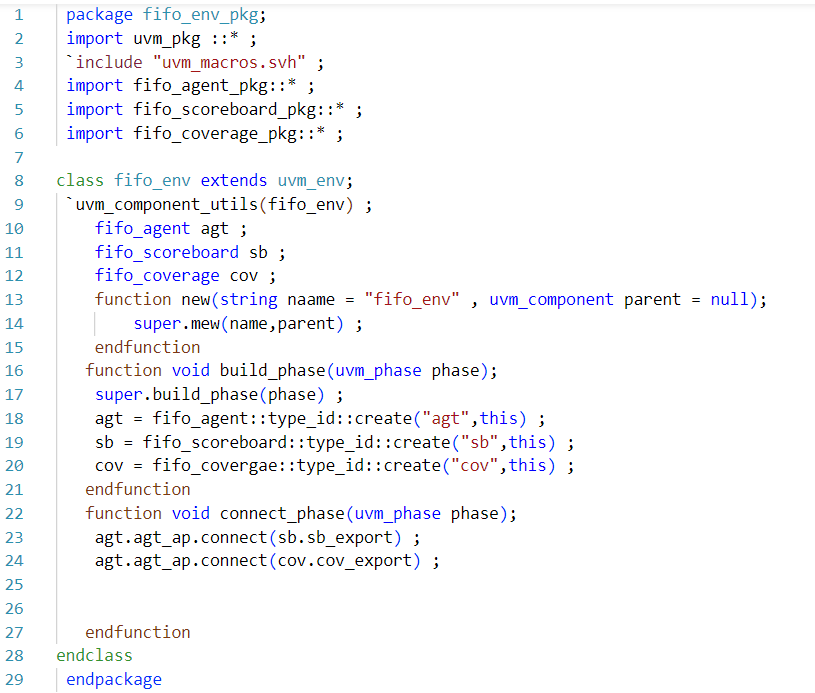 1 package fifo_env_pkg;
2 import uvm_pkg ::* ;
3 `include "uvm_macros.svh" ;
4 import fifo_agent_pkg::* ;
5 import fifo_scoreboard_pkg::* ;
6 import fifo_coverage_pkg::* ;
7
8 class fifo_env extends uvm_env;
9 `uvm_component_utils(fifo_env) ;
10 fifo_agent agt ;
11 fifo_scoreboard sb ;
12 fifo_coverage cov ;
13 function new(string naame = "fifo_env" , uvm_component parent = null);
14 super.mew(name,parent) ;
15 endfunction
16 function void build_phase(uvm_phase phase);
17 super.build_phase(phase) ;
18 agt = fifo_agent::type_id::create("agt",this) ;
19 sb = fifo_scoreboard::type_id::create("sb",this) ;
20 cov = fifo_covergae::type_id::create("cov",this) ;
21 endfunction
22 function void connect_phase(uvm_phase phase);
23 agt.agt_ap.connect(sb.sb_export) ;
24 agt.agt_ap.connect(cov.cov_export) ;
25
26
27 endfunction
28 endclass
29 endpackage